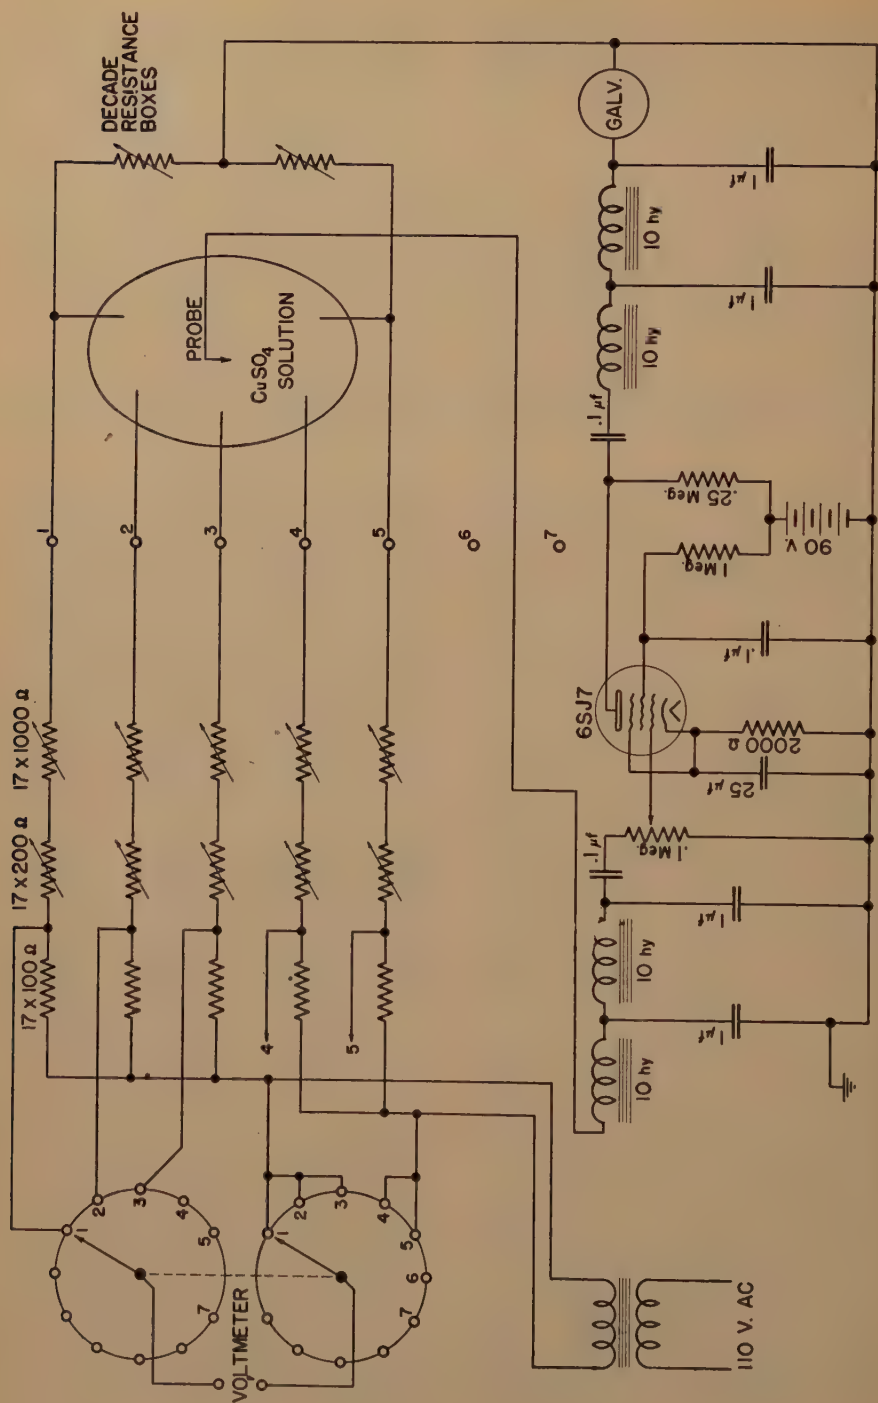 DECADE
RESISTANCE
BOXES
17 x 100 Ω
17 x 200 Ω
17 x 1000 Ω
1
2
3
4
5
6
7
PROBE
CuSO4
SOLUTION
4
5
1
2
3
4
5
7
VOLTMETER
1
2
3
4
5
6
7
110 V. AC
10 hy
10 hy
1 µf
1 µf
.1 µf
.1 Meg.
25 µf
2000 Ω
6SJ7
.1 µf
1 Meg.
90 V.
.25 Meg.
.1 µf
10 hy
10 hy
1 µf
1 µf
GALV.